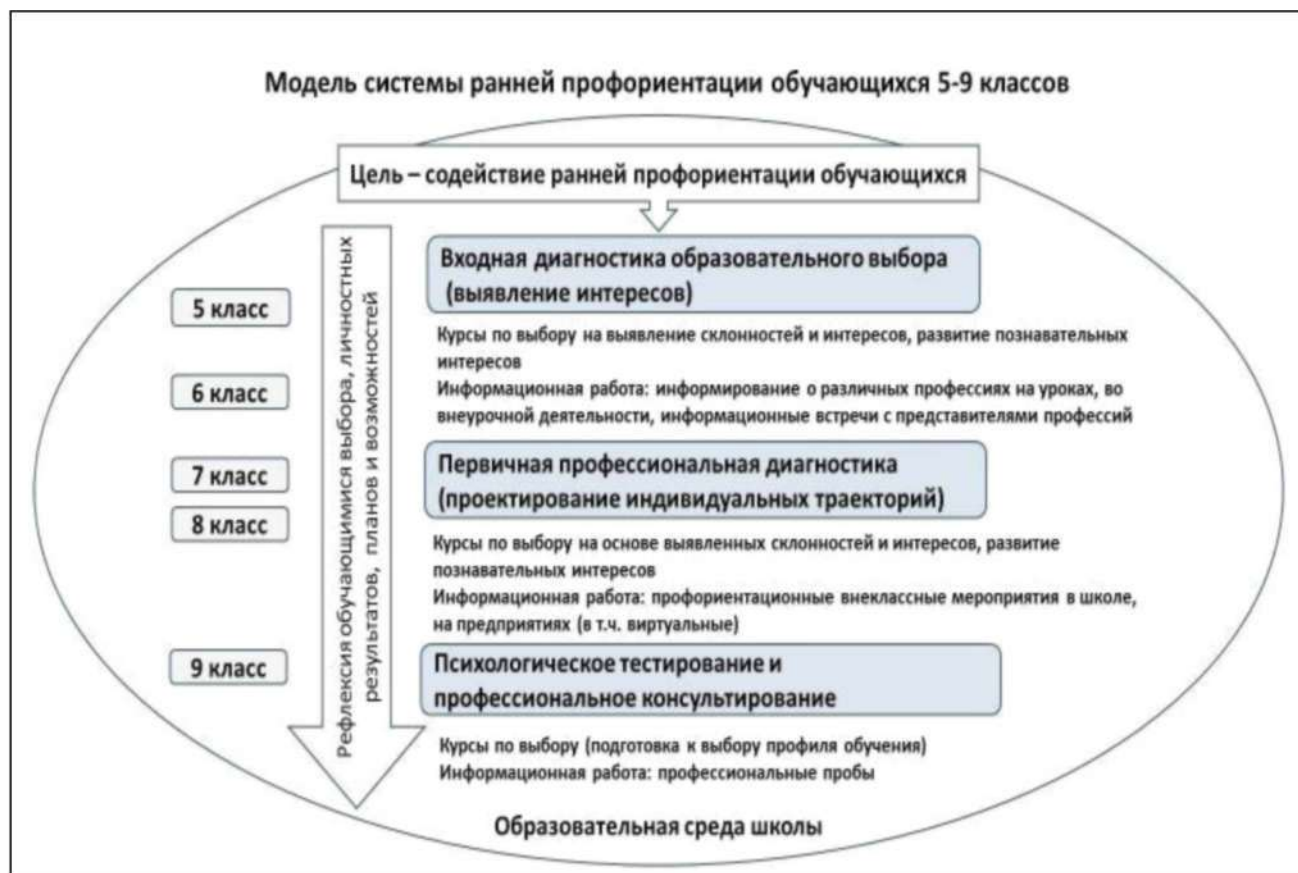 Модель системы ранней профориентации обучающихся 5-9 классов
Цель – содействие ранней профориентации обучающихся
Рефлексия обучающимися выбора, личностных
результатов, планов и возможностей
5 класс
Входная диагностика образовательного выбора
(выявление интересов)
Курсы по выбору на выявление склонностей и интересов, развитие познавательных
интересов
6 класс
Информационная работа: информирование о различных профессиях на уроках, во
внеурочной деятельности, информационные встречи с представителями профессий
7 класс
8 класс
Первичная профессиональная диагностика
(проектирование индивидуальных траекторий)
Курсы по выбору на основе выявленных склонностей и интересов, развитие
познавательных интересов
Информационная работа: профориентационные внеклассные мероприятия в школе,
на предприятиях (в т.ч. виртуальные)
9 класс
Психологическое тестирование и
профессиональное консультирование
Курсы по выбору (подготовка к выбору профиля обучения)
Информационная работа: профессиональные пробы
Образовательная среда школы